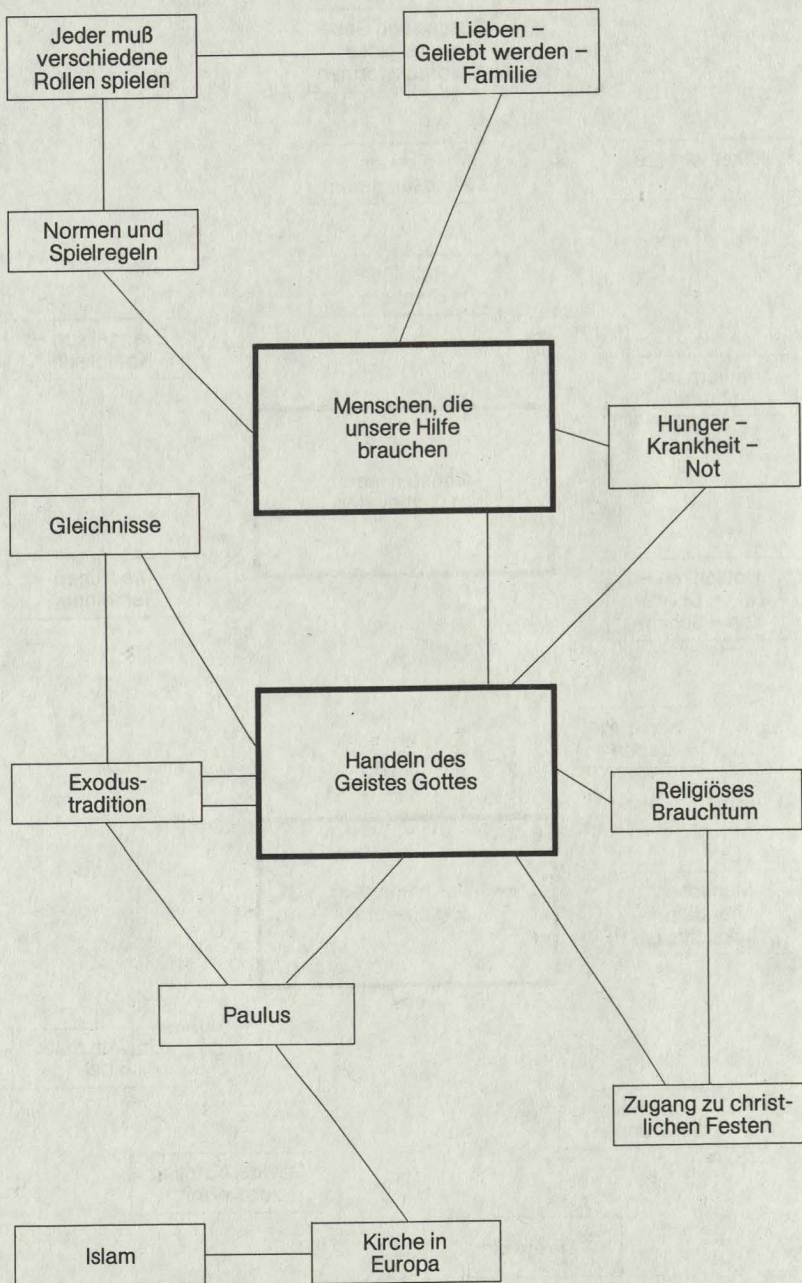 Jeder muß
verschiedene
Rollen spielen
Lieben –
Geliebt werden –
Familie
Normen und
Spielregeln
Menschen, die
unsere Hilfe
brauchen
Hunger –
Krankheit –
Not
Gleichnisse
Handeln des
Geistes Gottes
Exodus-
tradition
Religiöses
Brauchtum
Paulus
Zugang zu christ-
lichen Festen
Islam
Kirche in
Europa